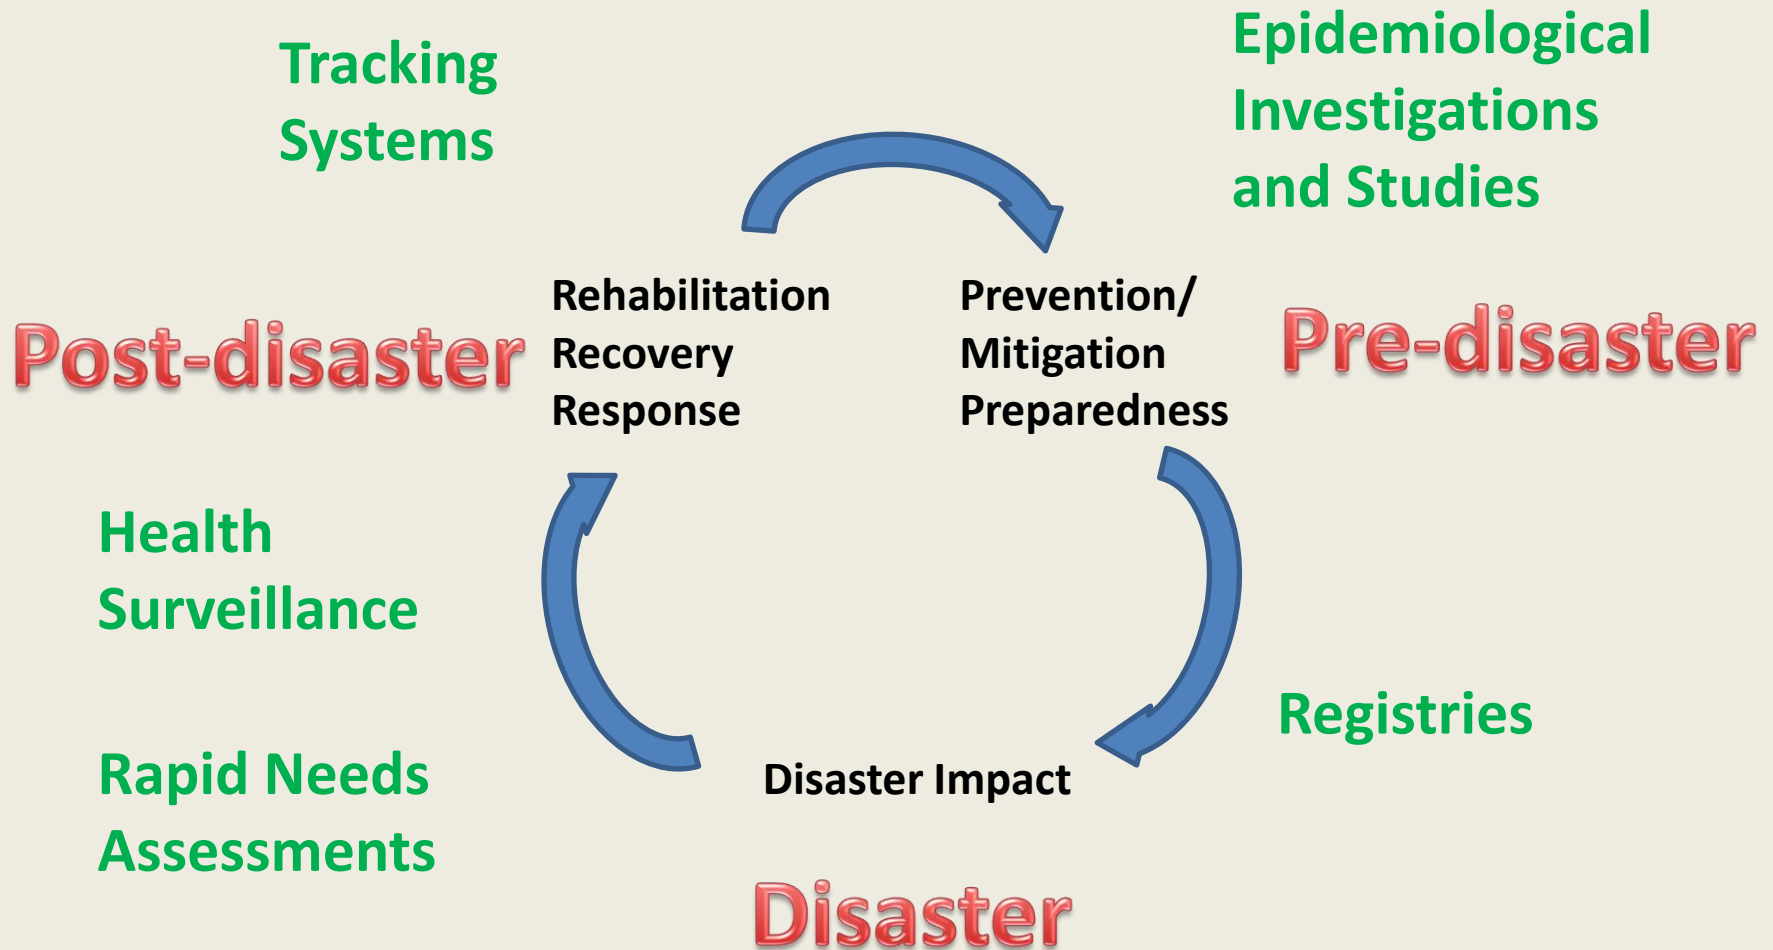 Tracking
Systems
Epidemiological
Investigations
and Studies
Post-disaster
Rehabilitation
Recovery
Response
Prevention/
Mitigation
Preparedness
Pre-disaster
Health
Surveillance
Registries
Rapid Needs
Assessments
Disaster Impact
Disaster